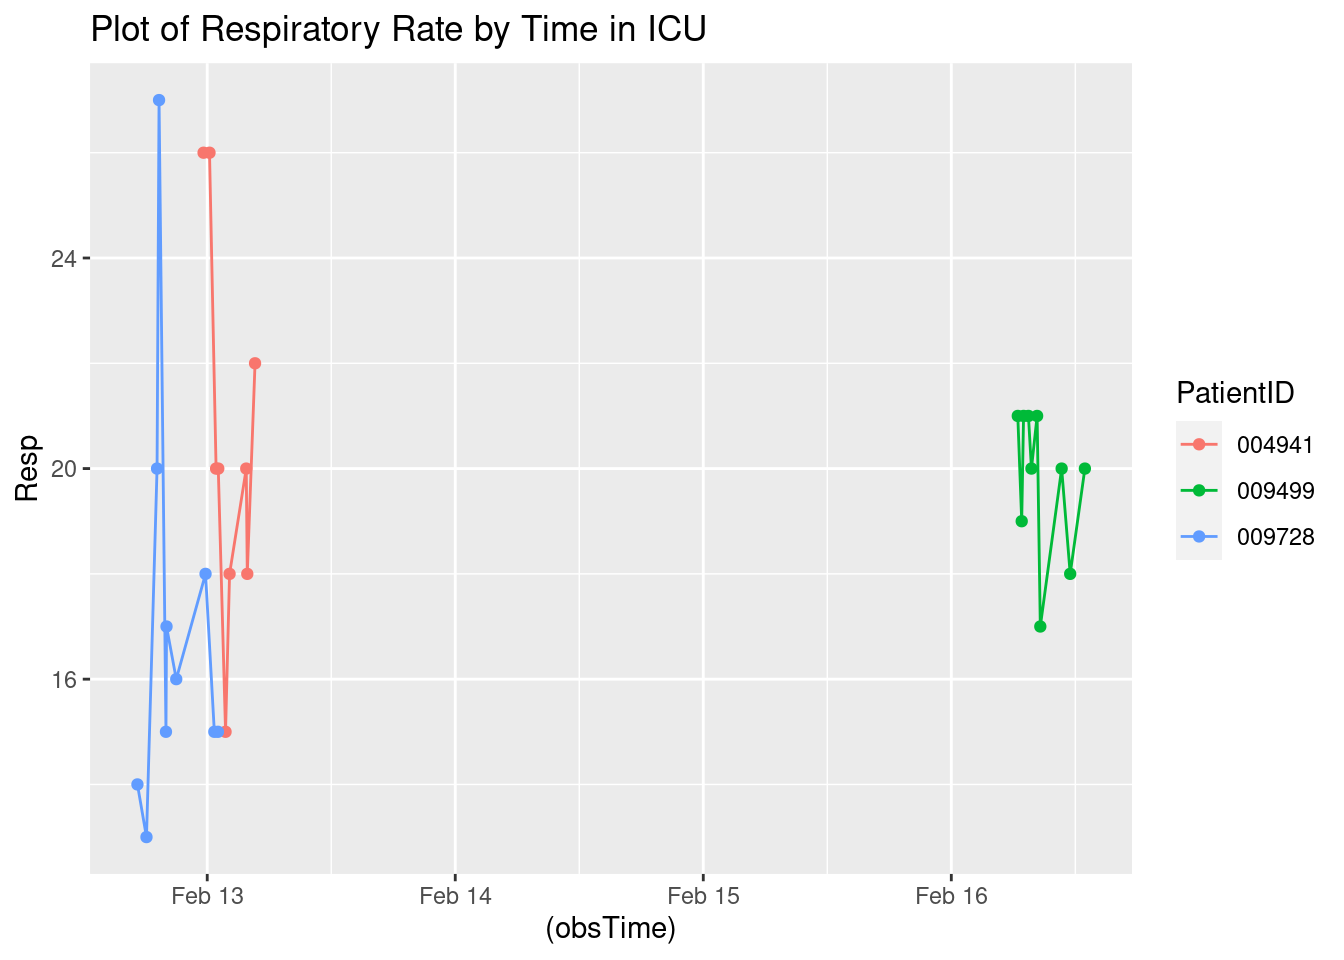 Plot of Respiratory Rate by Time in ICU
Resp
24
20
16
Feb 13
Feb 14
Feb 15
Feb 16
(obsTime)
PatientID
004941
009499
009728